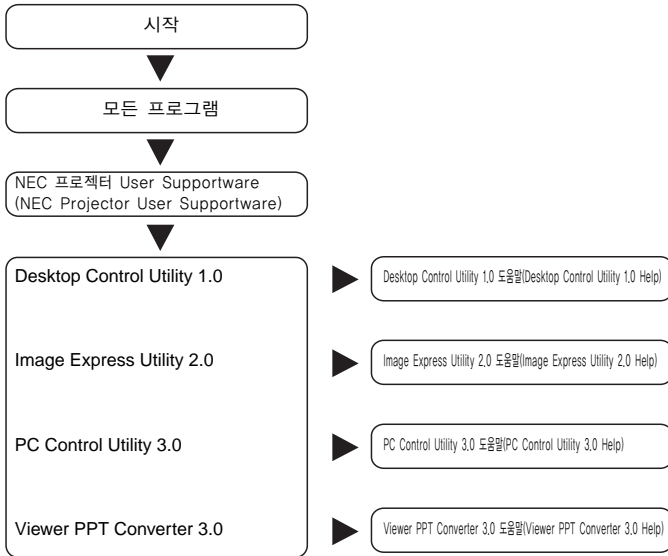 시작
모든 프로그램
NEC 프로젝터 User Supportware
(NEC Projector User Supportware)
Desktop Control Utility 1.0
Desktop Control Utility 1.0 도움말(Desktop Control Utility 1.0 Help)
Image Express Utility 2.0
Image Express Utility 2.0 도움말(Image Express Utility 2.0 Help)
PC Control Utility 3.0
PC Control Utility 3.0 도움말(PC Control Utility 3.0 Help)
Viewer PPT Converter 3.0
Viewer PPT Converter 3.0 도움말(Viewer PPT Converter 3.0 Help)